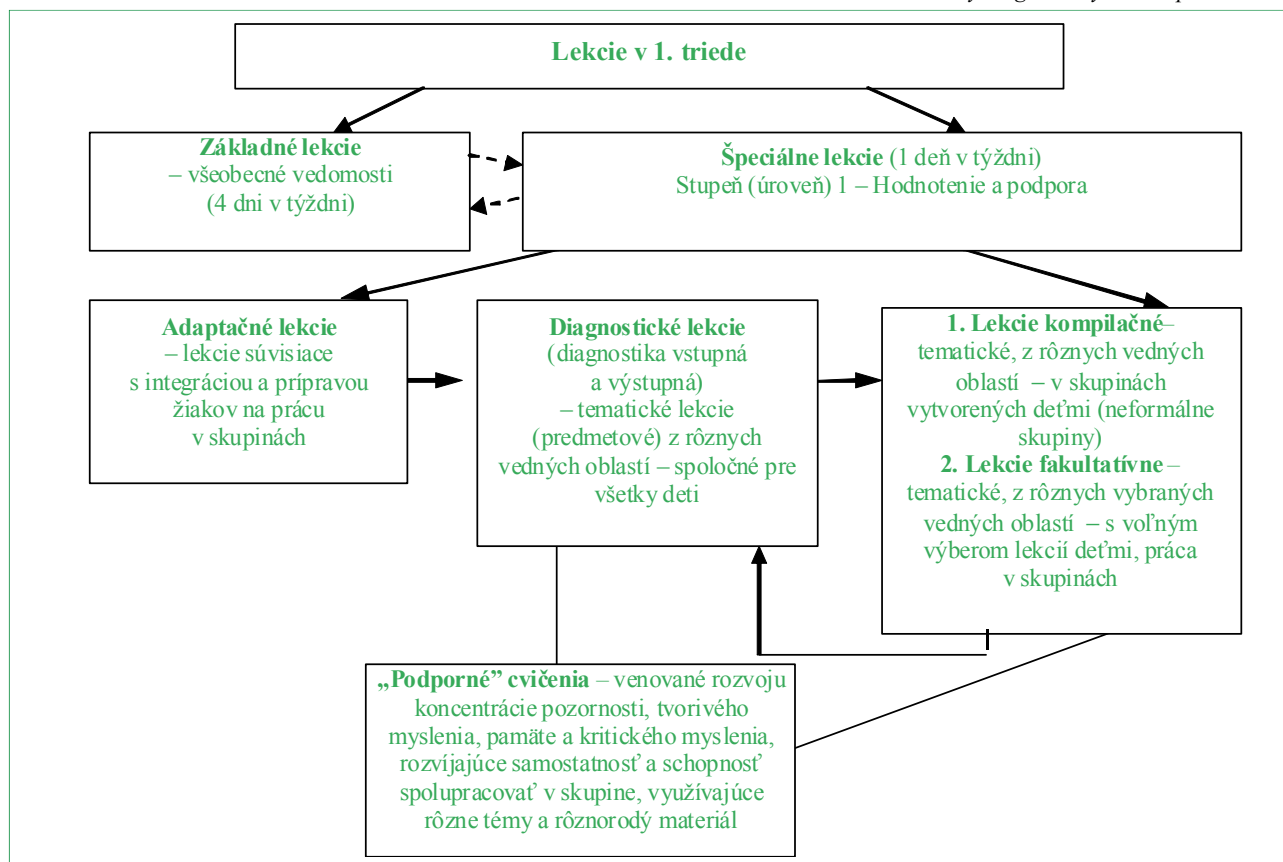 Lekcie v 1. triede
Základné lekcie
– všeobecné vedomosti
(4 dni v týždni)
Špeciálne lekcie (1 deň v týždni)
Stupeň (úroveň) 1 – Hodnotenie a podpora
Adaptačné lekcie
– lekcie súvisiace
s integráciou a prípravou
žiakov na prácu
v skupinách
Diagnostické lekcie
(diagnostika vstupná
a výstupná)
– tematické lekcie
(predmetové) z rôznych
vedných oblastí – spoločné pre
všetky deti
1. Lekcie kompilačné–
tematické, z rôznych vedných
oblastí – v skupinách
vytvorených deťmi (neformálne
skupiny)
2. Lekcie fakultatívne –
tematické, z rôznych vybraných
vedných oblastí – s voľným
výberom lekcií deťmi, práca
v skupinách
„Podporné” cvičenia – venované rozvoju
koncentrácie pozornosti, tvorivého
myslenia, pamäte a kritického myslenia,
rozvíjajúce samostatnosť a schopnosť
spolupracovať v skupine, využívajúce
rôzne témy a rôznorodý materiál